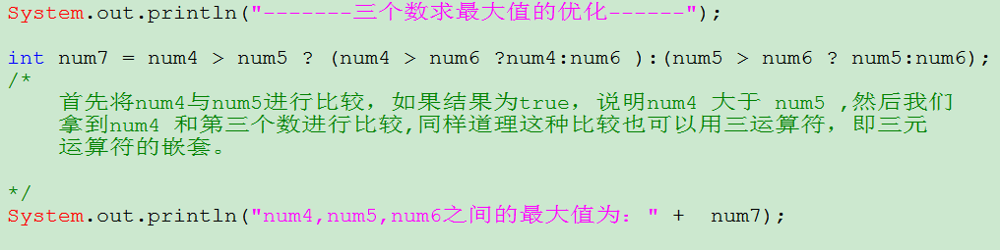 System.out.println("-------三个数求最大值的优化------");
int num7 = num4 > num5 ? (num4 > num6 ?num4:num6 ):(num5 > num6 ? num5:num6);
/*
首先将num4与num5进行比较，如果结果为true，说明num4 大于 num5 ,然后我们
拿到num4 和第三个数进行比较,同样道理这种比较也可以用三运算符，即三元
运算符的嵌套。
*/
System.out.println("num4,num5,num6之间的最大值为：" +  num7);